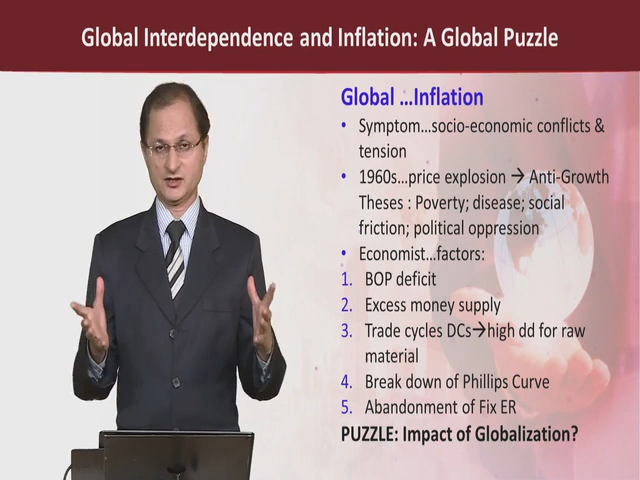 Global Interdependence and Inflation: A Global Puzzle
Global ...Inflation
• Symptom...socio-economic conflicts &
tension
• 1960s...price explosion → Anti-Growth
Theses : Poverty; disease; social
friction; political oppression
• Economist...factors:
1. BOP deficit
2. Excess money supply
3. Trade cycles DCs→high dd for raw
material
4. Break down of Phillips Curve
5. Abandonment of Fix ER
PUZZLE: Impact of Globalization?